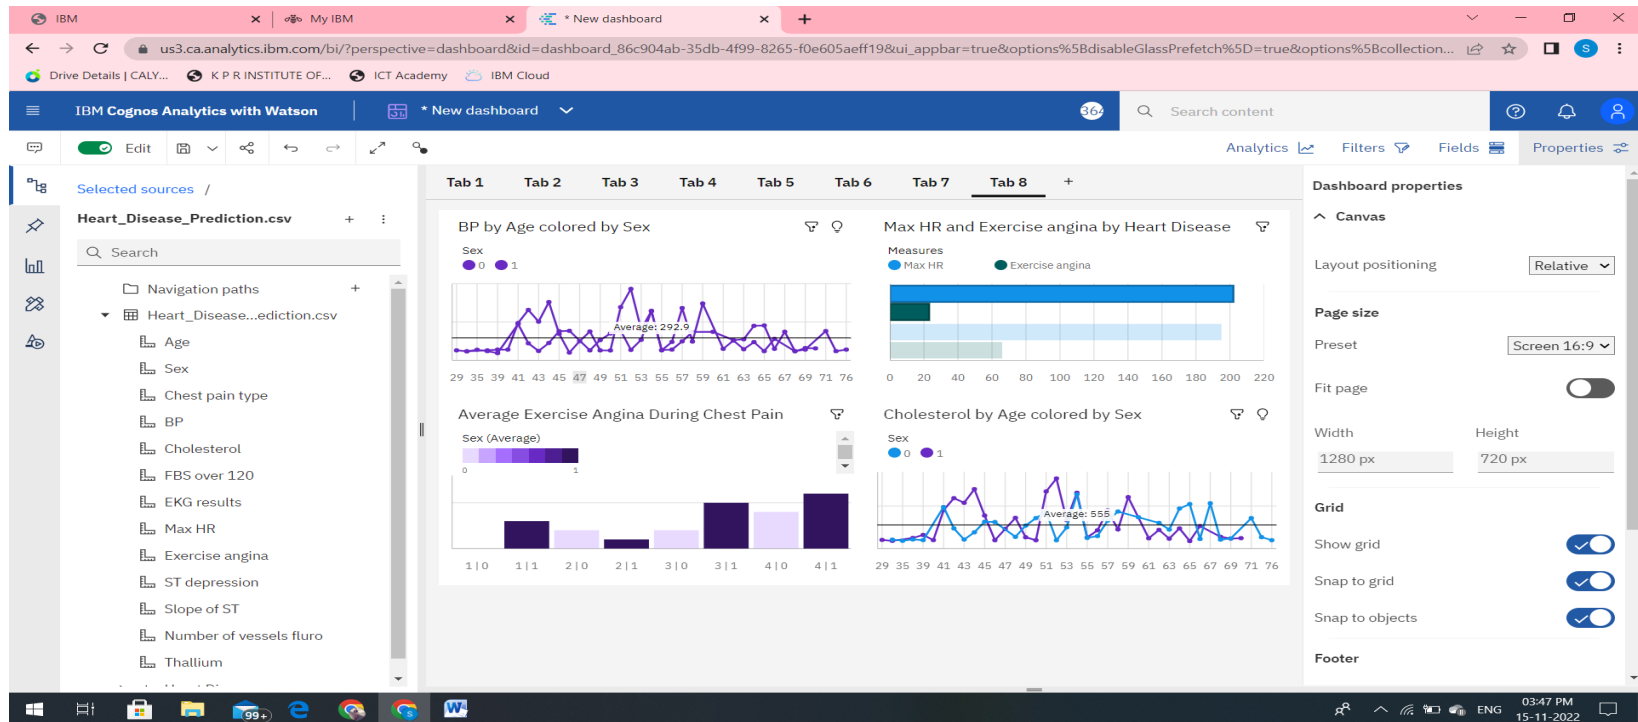 IBM
My IBM
* New dashboard
us3.ca.analytics.ibm.com/bi/?perspective=dashboard&id=dashboard_86c904ab-35db-4f99-8265-f0e605aeff19&ui_appbar=true&options%5BdisableGlassPrefetch%5D=true&options%5Bcollection...
S
Drive Details | CALY...
K P R INSTITUTE OF...
ICT Academy
IBM Cloud
IBM Cognos Analytics with Watson
* New dashboard
364
Search content
Edit
Analytics
Filters
Fields
Properties
Selected sources /
Heart_Disease_Prediction.csv
Search
Navigation paths
Heart_Disease...ediction.csv
Age
Sex
Chest pain type
BP
Cholesterol
FBS over 120
EKG results
Max HR
Exercise angina
ST depression
Slope of ST
Number of vessels fluro
Thallium
Tab 1 Tab 2 Tab 3 Tab 4 Tab 5 Tab 6 Tab 7 Tab 8
BP by Age colored by Sex
Sex
0 1
Average: 292.9
29 35 39 41 43 45 47 49 51 53 55 57 59 61 63 65 67 69 71 76
Max HR and Exercise angina by Heart Disease
Measures
Max HR Exercise angina
0 20 40 60 80 100 120 140 160 180 200 220
Average Exercise Angina During Chest Pain
Sex (Average)
0 1
1|0 1|1 2|0 2|1 3|0 3|1 4|0 4|1
Cholesterol by Age colored by Sex
Sex
0 1
Average: 555
29 35 39 41 43 45 47 49 51 53 55 57 59 61 63 65 67 69 71 76
Dashboard properties
Canvas
Layout positioning Relative
Page size
Preset Screen 16:9
Fit page
Width Height
1280 px 720 px
Grid
Show grid
Snap to grid
Snap to objects
Footer
99+
ENG
03:47 PM
15-11-2022